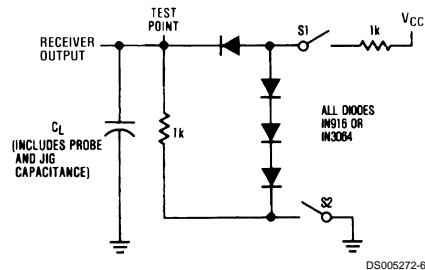 TEST
POINT
S1
1k
VCC
RECEIVER
OUTPUT
CL
(INCLUDES PROBE
AND JIG
CAPACITANCE)
1k
ALL DIODES
IN916 OR
IN3064
S2
DS005272-6